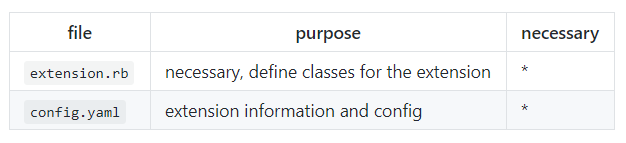 file purpose necessary
extension.rb necessary, define classes for the extension *
config.yaml extension information and config *